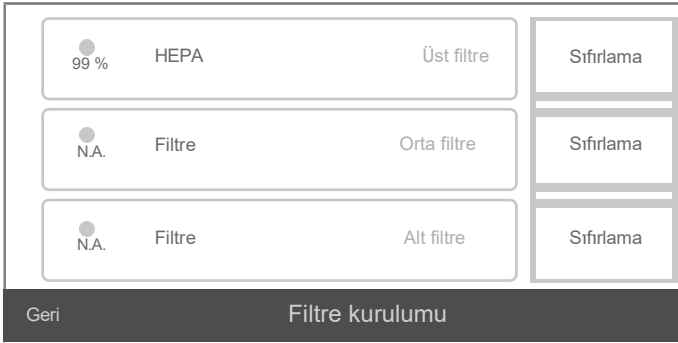 HEPA Üst filtre Sıfırlama
99 %
Filtre Orta filtre Sıfırlama
N.A.
Filtre Alt filtre Sıfırlama
N.A.
Geri Filtre kurulumu